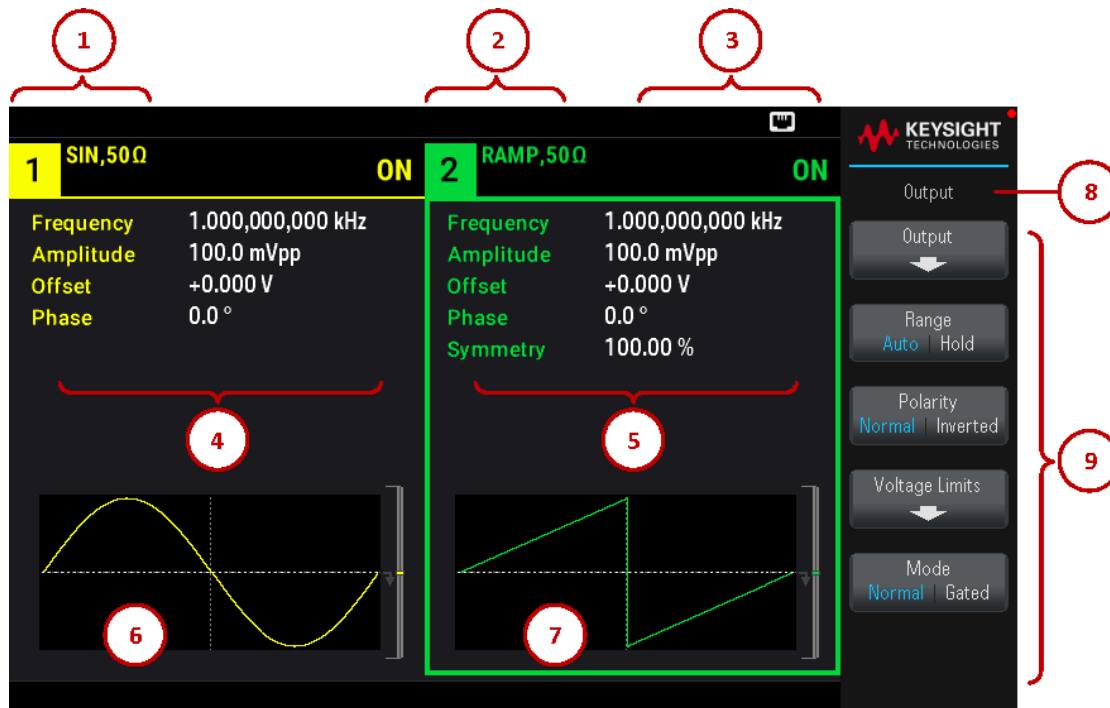 1
2
3
KEYSIGHT
TECHNOLOGIES
1 SIN,50Ω ON
2 RAMP,50Ω ON
Output
8
Frequency 1.000,000,000 kHz
Amplitude 100.0 mVpp
Offset +0.000 V
Phase 0.0 °
Frequency 1.000,000,000 kHz
Amplitude 100.0 mVpp
Offset +0.000 V
Phase 0.0 °
Symmetry 100.00 %
4
5
6
7
Output
Range
Auto | Hold
Polarity
Normal | Inverted
Voltage Limits
Mode
Normal | Gated
9